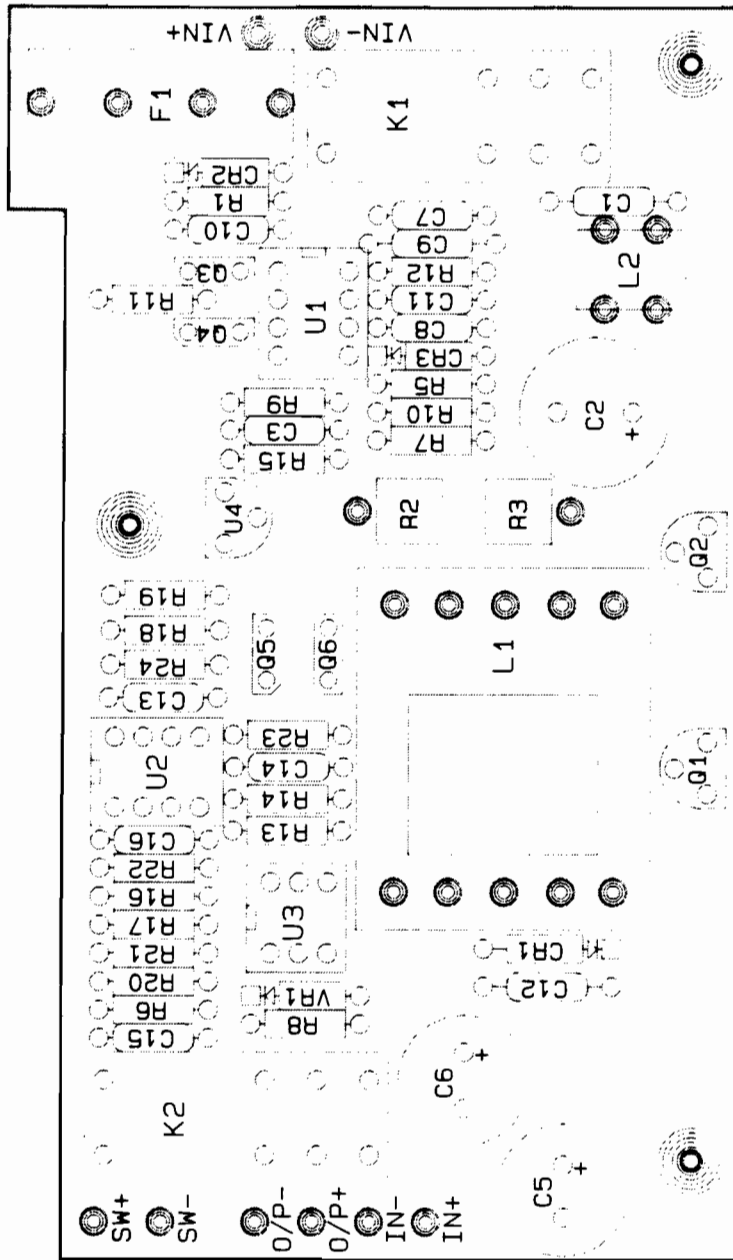 VIN+
VIN-
F1
K1
CR2
R1
C10
Q3
R11
Q4
U1
C7
C9
R12
C11
C8
CR3
R5
R10
R7
C1
L2
C2
R9
C3
R15
U4
R2
R3
Q2
R19
R18
R24
C13
Q5
Q6
L1
U2
R23
C14
R14
R13
Q1
C16
R22
R16
R17
R21
R20
R6
C15
U3
VR1
R8
CR1
C12
K2
C6
C5
SW+
SW-
O/P-
O/P+
IN-
IN+